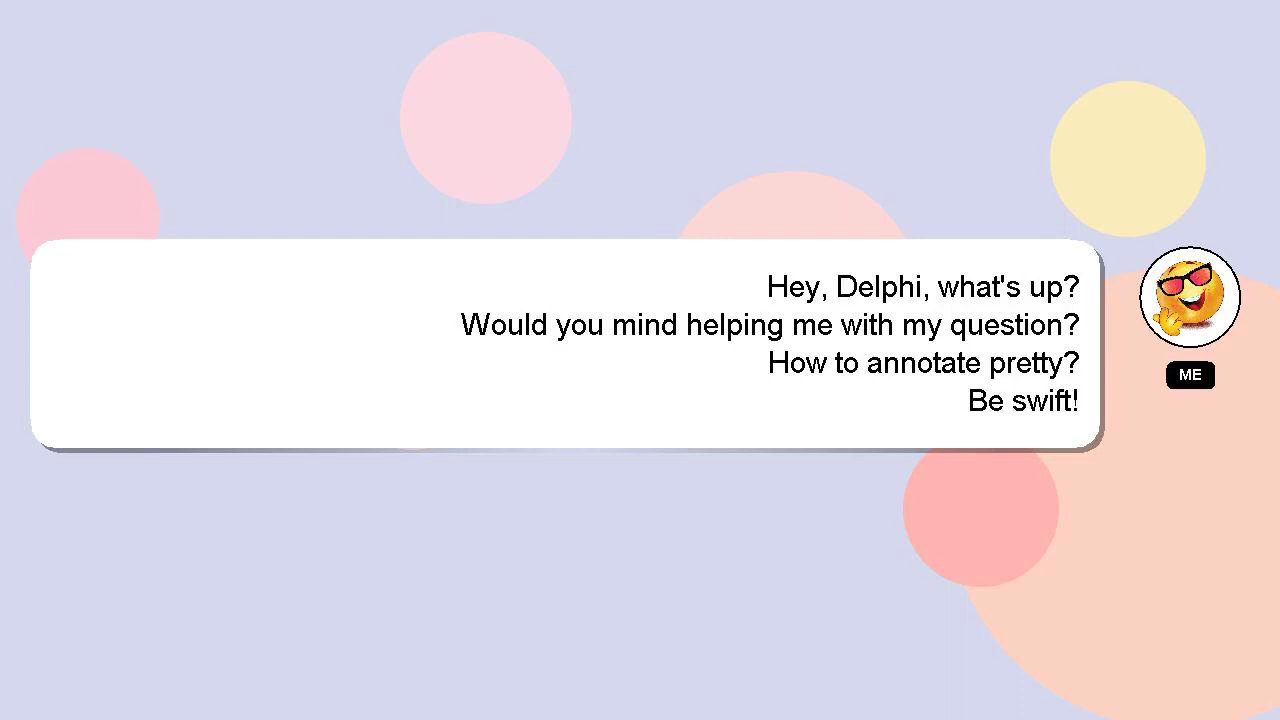 Hey, Delphi, what's up?
Would you mind helping me with my question?
How to annotate pretty?
Be swift!
ME